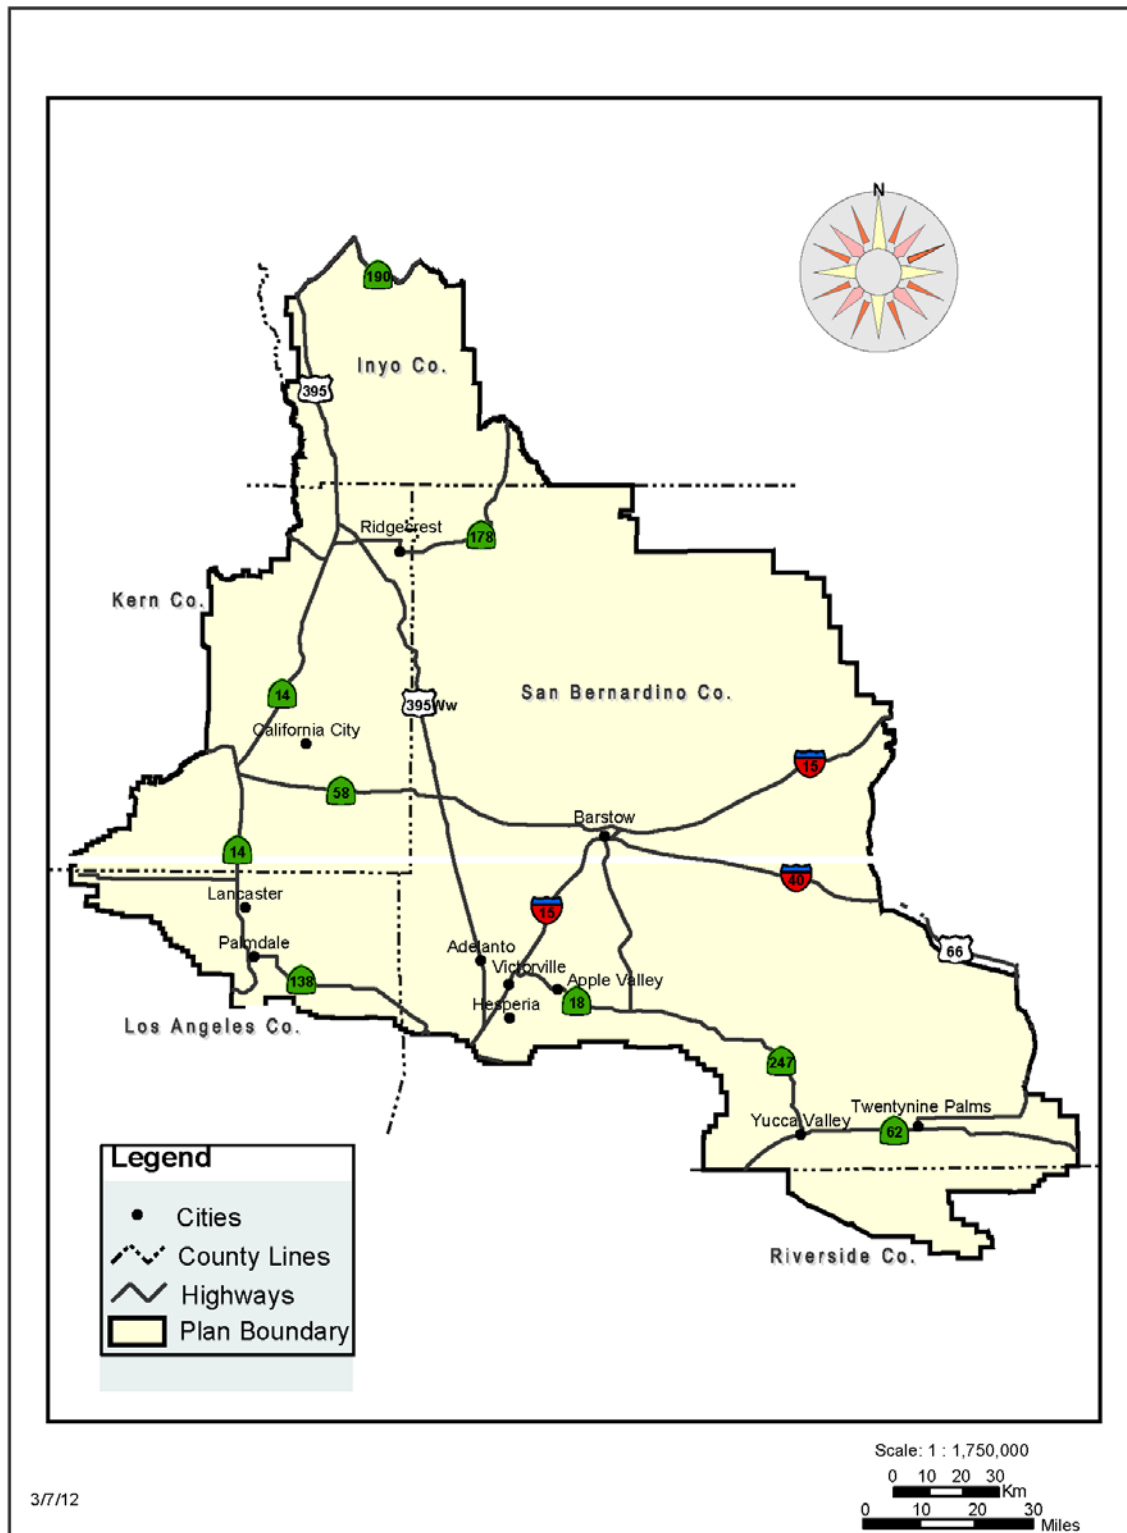 N
190
Inyo Co.
395
Ridgecrest
178
Kern Co.
14
395Ww
San Bernardino Co.
California City
15
58
Barstow
14
40
Lancaster
15
66
Palmdale
Adelanto
Victorville
138
Apple Valley
18
Hesperia
Los Angeles Co.
247
Twentynine Palms
Yucca Valley
62
Legend
Cities
County Lines
Highways
Plan Boundary
Riverside Co.
Scale: 1 : 1,750,000
0 10 20 30
Km
3/7/12
0 10 20 30
Miles